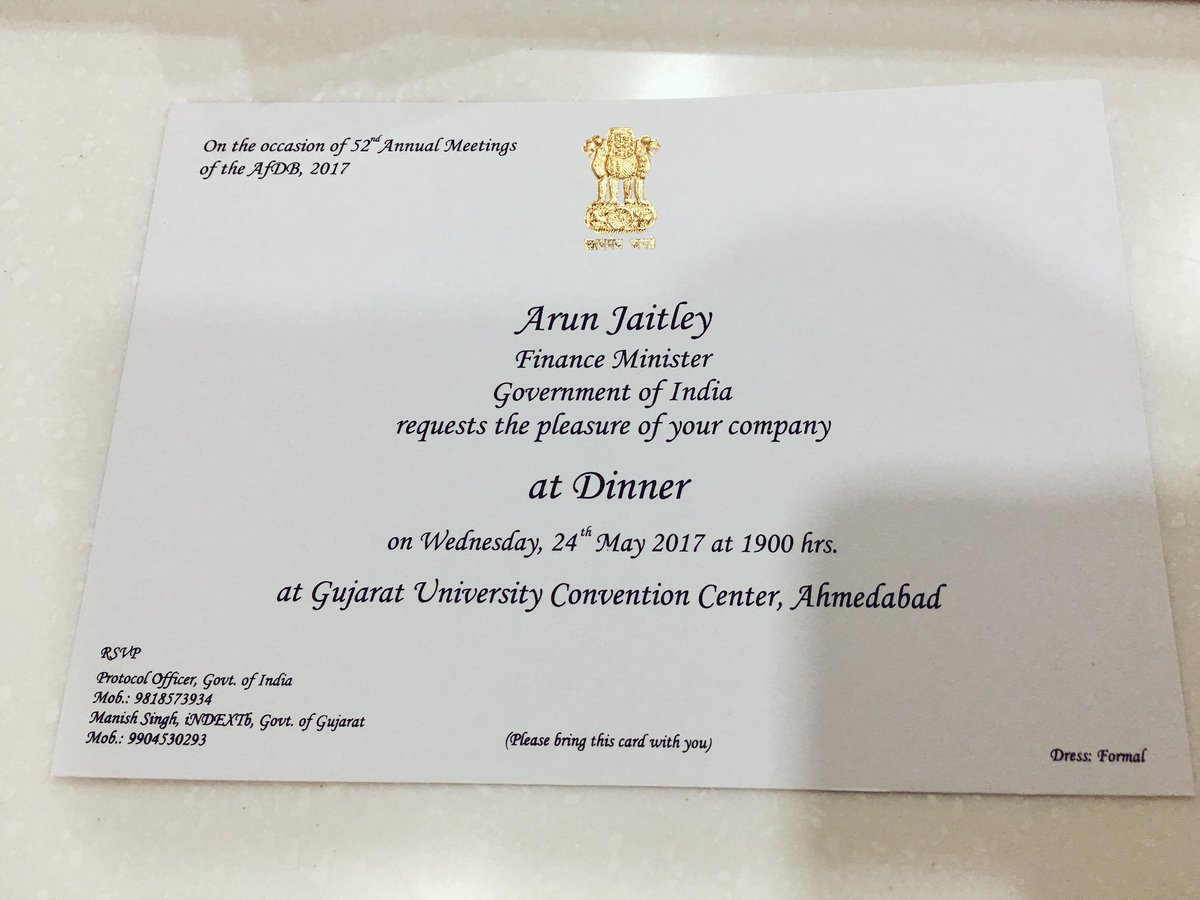 On the occasion of 52nd Annual Meetings
of the AfDB, 2017
सत्यमेव जयते
Arun Jaitley
Finance Minister
Government of India
requests the pleasure of your company
at Dinner
on Wednesday, 24th May 2017 at 1900 hrs.
at Gujarat University Convention Center, Ahmedabad
RSVP
Protocol Officer, Govt. of India
Mob.: 9818573934
Manish Singh, iNDEXTb, Govt. of Gujarat
Mob.: 9904530293
(Please bring this card with you)
Dress: Formal